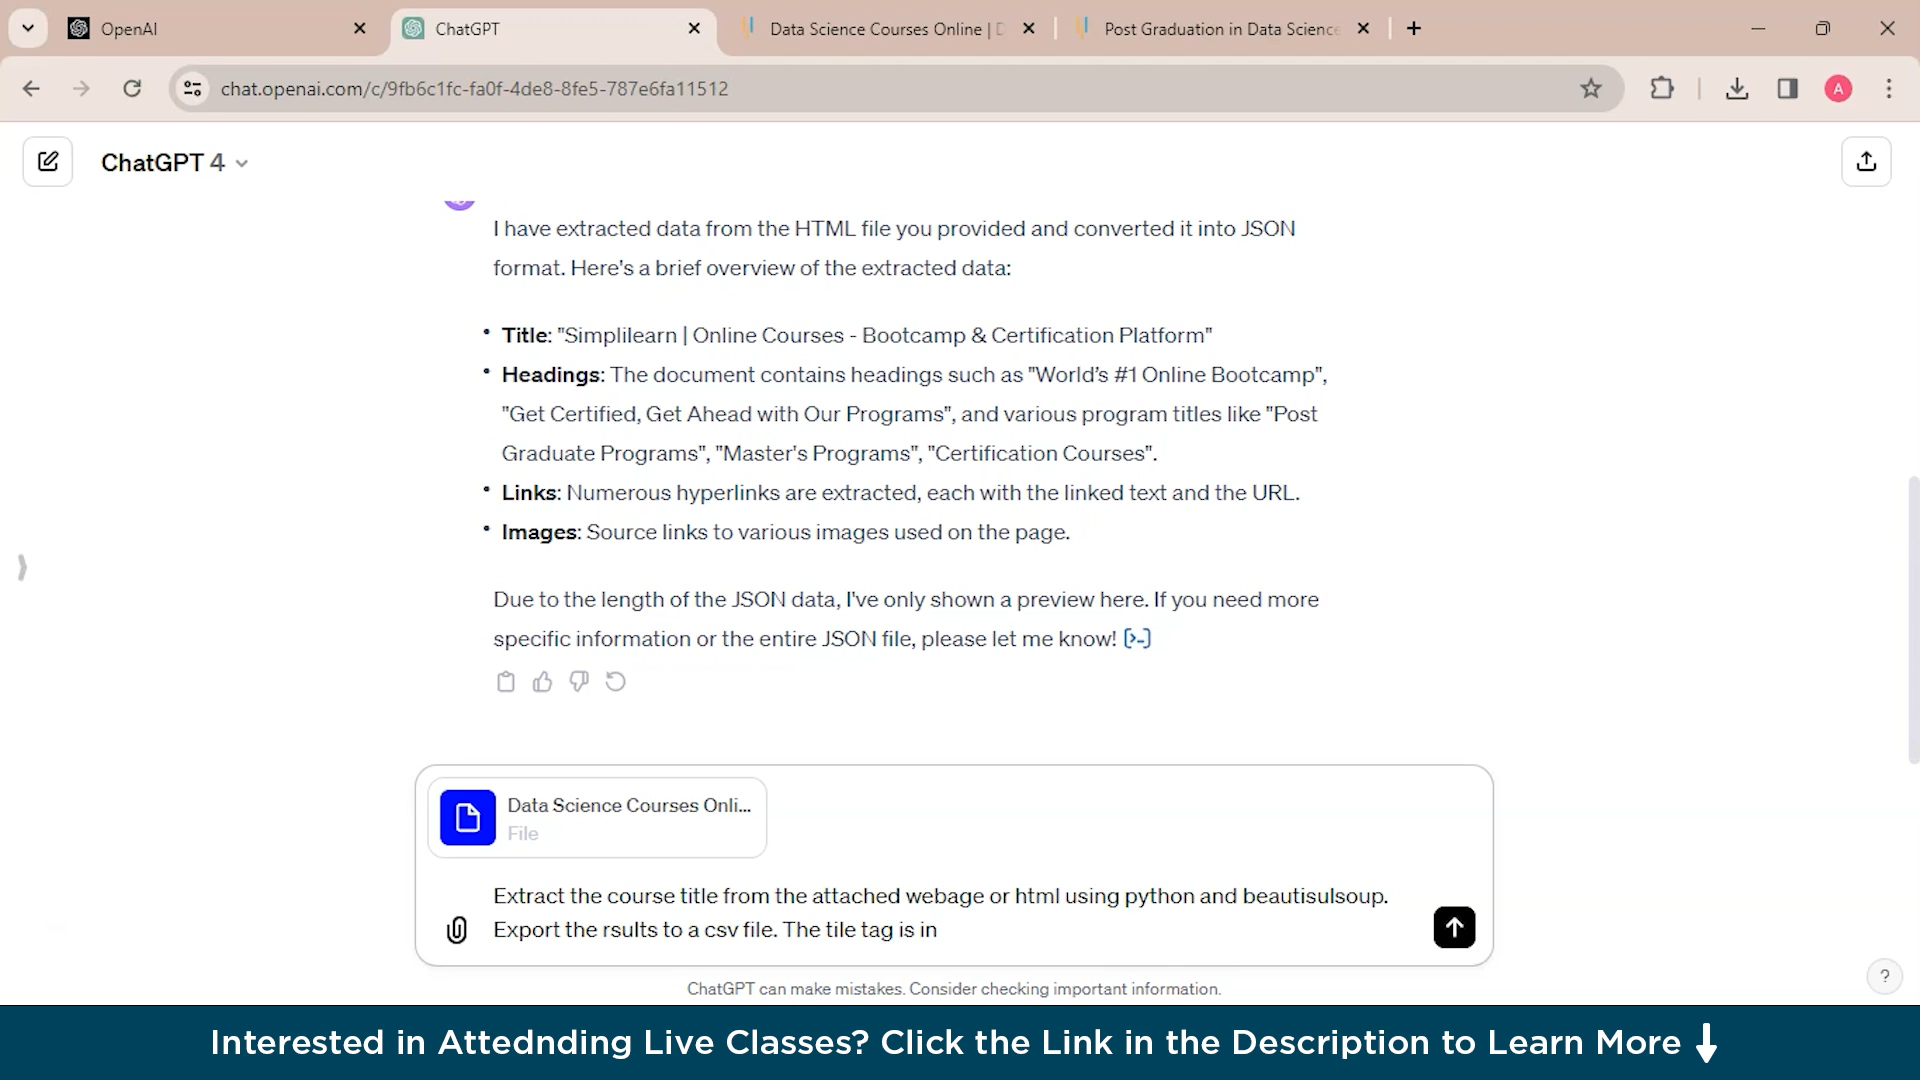 OpenAI
ChatGPT
Data Science Courses Online | D
Post Graduation in Data Science
chat.openai.com/c/9fb6c1fc-fa0f-4de8-8fe5-787e6fa11512
A
ChatGPT 4
I have extracted data from the HTML file you provided and converted it into JSON
format. Here's a brief overview of the extracted data:
• Title: "Simplilearn | Online Courses - Bootcamp & Certification Platform"
• Headings: The document contains headings such as "World's #1 Online Bootcamp",
"Get Certified, Get Ahead with Our Programs", and various program titles like "Post
Graduate Programs", "Master's Programs", "Certification Courses".
• Links: Numerous hyperlinks are extracted, each with the linked text and the URL.
• Images: Source links to various images used on the page.
Due to the length of the JSON data, I've only shown a preview here. If you need more
specific information or the entire JSON file, please let me know! [>-]
Data Science Courses Onli...
File
Extract the course title from the attached webage or html using python and beautisulsoup.
Export the rsults to a csv file. The tile tag is in
ChatGPT can make mistakes. Consider checking important information.
?
Interested in Attednding Live Classes? Click the Link in the Description to Learn More